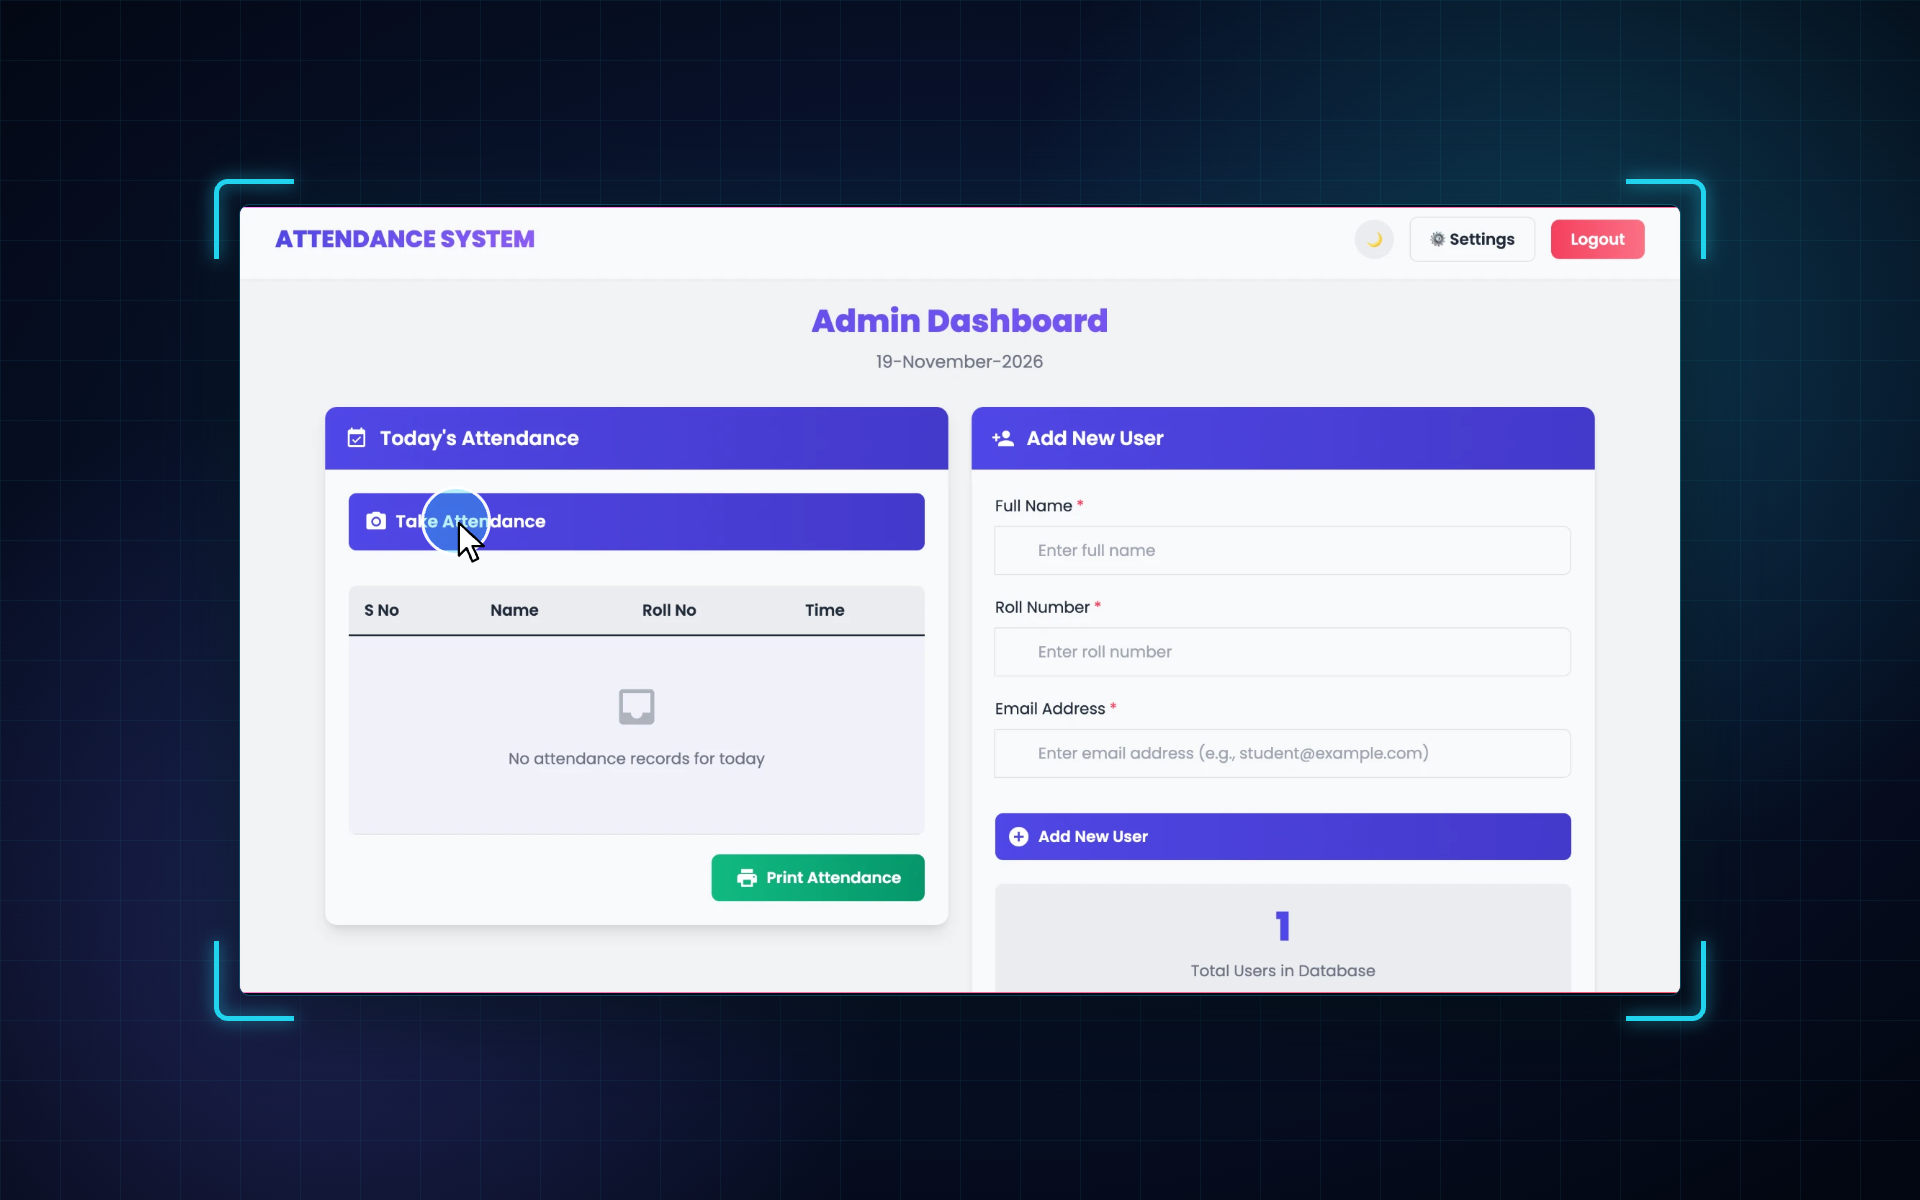 ATTENDANCE SYSTEM
Settings
Logout
Admin Dashboard
19-November-2026
Today's Attendance
Take Attendance
S No Name Roll No Time
No attendance records for today
Print Attendance
Add New User
Full Name *
Enter full name
Roll Number *
Enter roll number
Email Address *
Enter email address (e.g., student@example.com)
Add New User
1
Total Users in Database